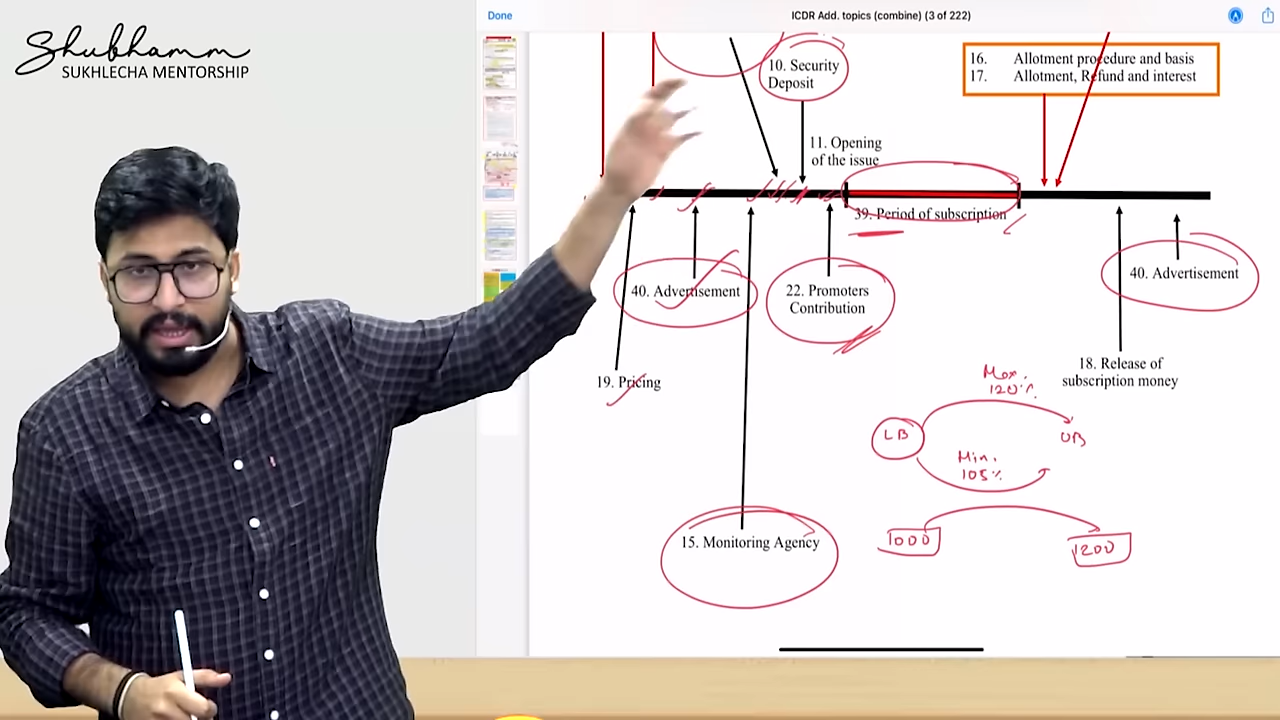 Shubhamm
SUKHLECHA MENTORSHIP
Done
ICDR Add. topics (combine) (3 of 222)
10. Security
Deposit
16. Allotment procedure and basis
17. Allotment, Refund and interest
11. Opening
of the issue
39. Period of subscription
40. Advertisement
22. Promoters
Contribution
40. Advertisement
19. Pricing
18. Release of
subscription money
Max.
120%
LB
UB
Min.
105%
15. Monitoring Agency
1000
1200